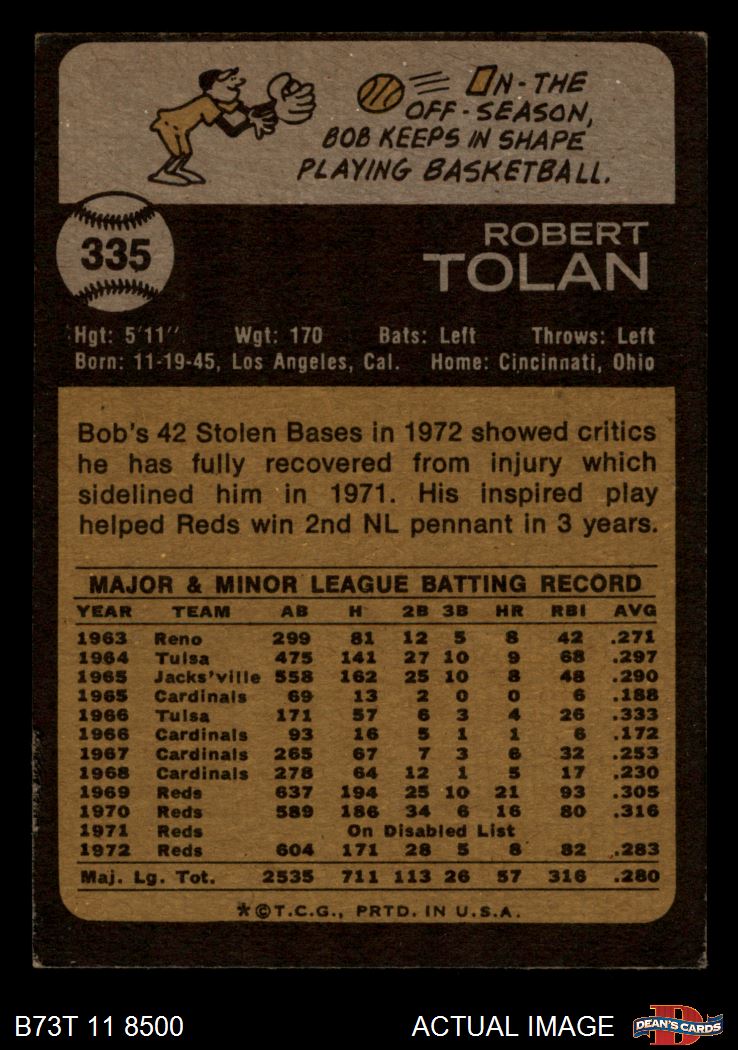 ON-THE
OFF-SEASON,
BOB KEEPS IN SHAPE
PLAYING BASKETBALL.
335
ROBERT
TOLAN
Hgt: 5'11" Wgt: 170 Bats: Left Throws: Left
Born: 11-19-45, Los Angeles, Cal. Home: Cincinnati, Ohio
Bob's 42 Stolen Bases in 1972 showed critics
he has fully recovered from injury which
sidelined him in 1971. His inspired play
helped Reds win 2nd NL pennant in 3 years.
MAJOR & MINOR LEAGUE BATTING RECORD
YEAR TEAM AB H 2B 3B HR RBI AVG
1963 Reno 299 81 12 5 8 42 .271
1964 Tulsa 475 141 27 10 9 68 .297
1965 Jacks'ville 558 162 25 10 8 48 .290
1965 Cardinals 69 13 2 0 0 6 .188
1966 Tulsa 171 57 6 3 4 26 .333
1966 Cardinals 93 16 5 1 1 6 .172
1967 Cardinals 265 67 7 3 6 32 .253
1968 Cardinals 278 64 12 1 5 17 .230
1969 Reds 637 194 25 10 21 93 .305
1970 Reds 589 186 34 6 16 80 .316
1971 Reds On Disabled List
1972 Reds 604 171 28 5 8 82 .283
Maj. Lg. Tot. 2535 711 113 26 57 316 .280
*©T.C.G., PRTD. IN U.S.A.
B73T 11 8500 ACTUAL IMAGE DEAN'S CARDS